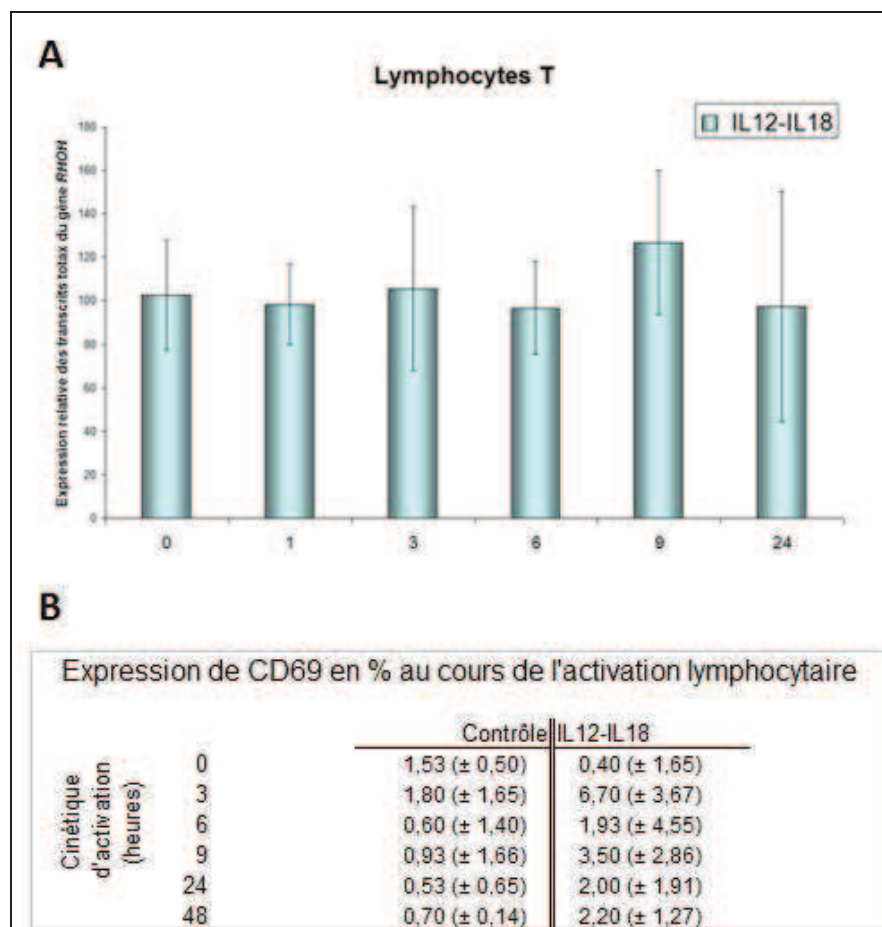 A
Lymphocytes T
IL12-IL18
Expression relative des transcrits totax du gène RHOH
180
160
140
120
100
80
60
40
20
0
0 1 3 6 9 24
B
Expression de CD69 en % au cours de l'activation lymphocytaire
Contrôle IL12-IL18
Cinétique d'activation (heures)
0 1,53 (± 0,50) 0,40 (± 1,65)
3 1,80 (± 1,65) 6,70 (± 3,67)
6 0,60 (± 1,40) 1,93 (± 4,55)
9 0,93 (± 1,66) 3,50 (± 2,86)
24 0,53 (± 0,65) 2,00 (± 1,91)
48 0,70 (± 0,14) 2,20 (± 1,27)